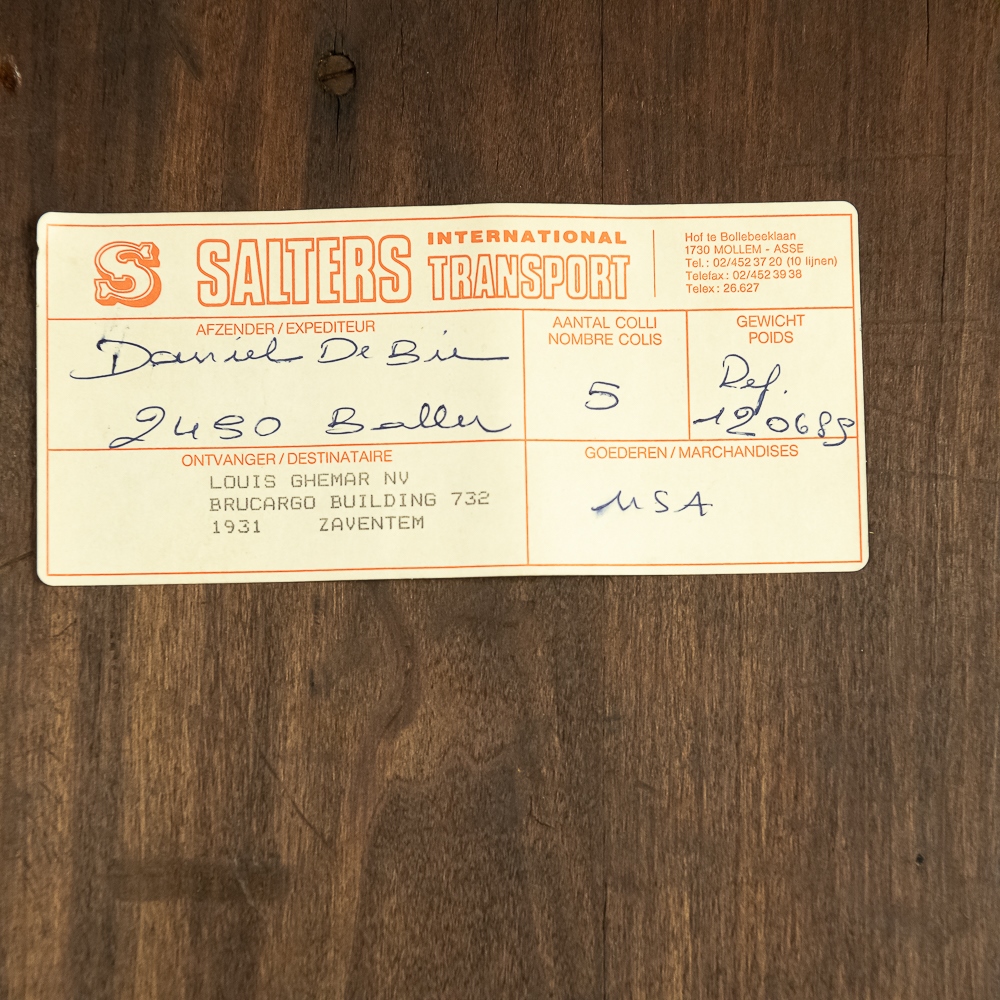 S SALTERS INTERNATIONAL TRANSPORT
Hof te Bollebeeklaan
1730 MOLLEM - ASSE
Tel.: 02/452 37 20 (10 lijnen)
Telefax: 02/452 39 38
Telex: 26.627
AFZENDER / EXPEDITEUR
Daniel De Bie
2490 Ballen
AANTAL COLLI
NOMBRE COLIS
5
GEWICHT
POIDS
Ref.
120689
ONTVANGER / DESTINATAIRE
LOUIS GHEMAR NV
BRUCARGO BUILDING 732
1931 ZAVENTEM
GOEDEREN / MARCHANDISES
USA